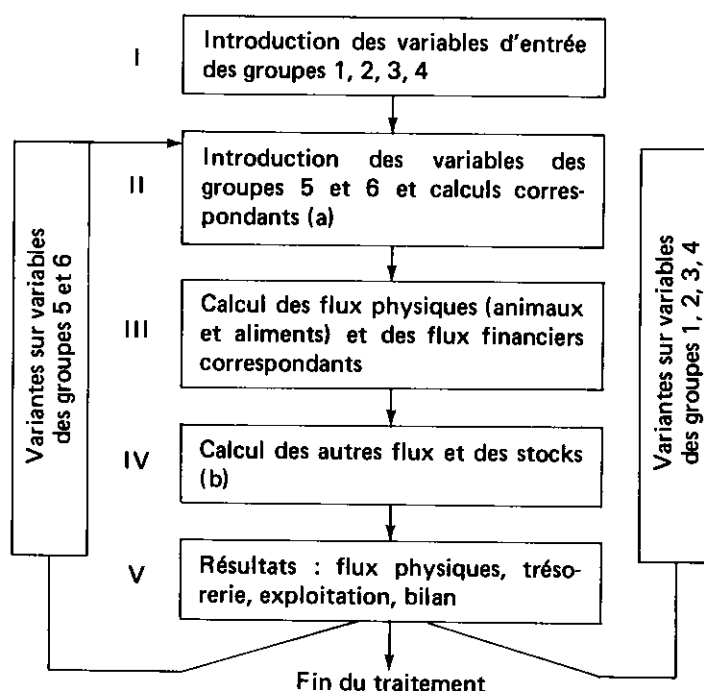 I
Introduction des variables d'entrée
des groupes 1, 2, 3, 4
II
Introduction des variables des
groupes 5 et 6 et calculs corres-
pondants (a)
III
Calcul des flux physiques (animaux
et aliments) et des flux financiers
correspondants
IV
Calcul des autres flux et des stocks
(b)
V
Résultats : flux physiques, tréso-
rerie, exploitation, bilan
Fin du traitement
Variantes sur variables
des groupes 5 et 6
Variantes sur variables
des groupes 1, 2, 3, 4